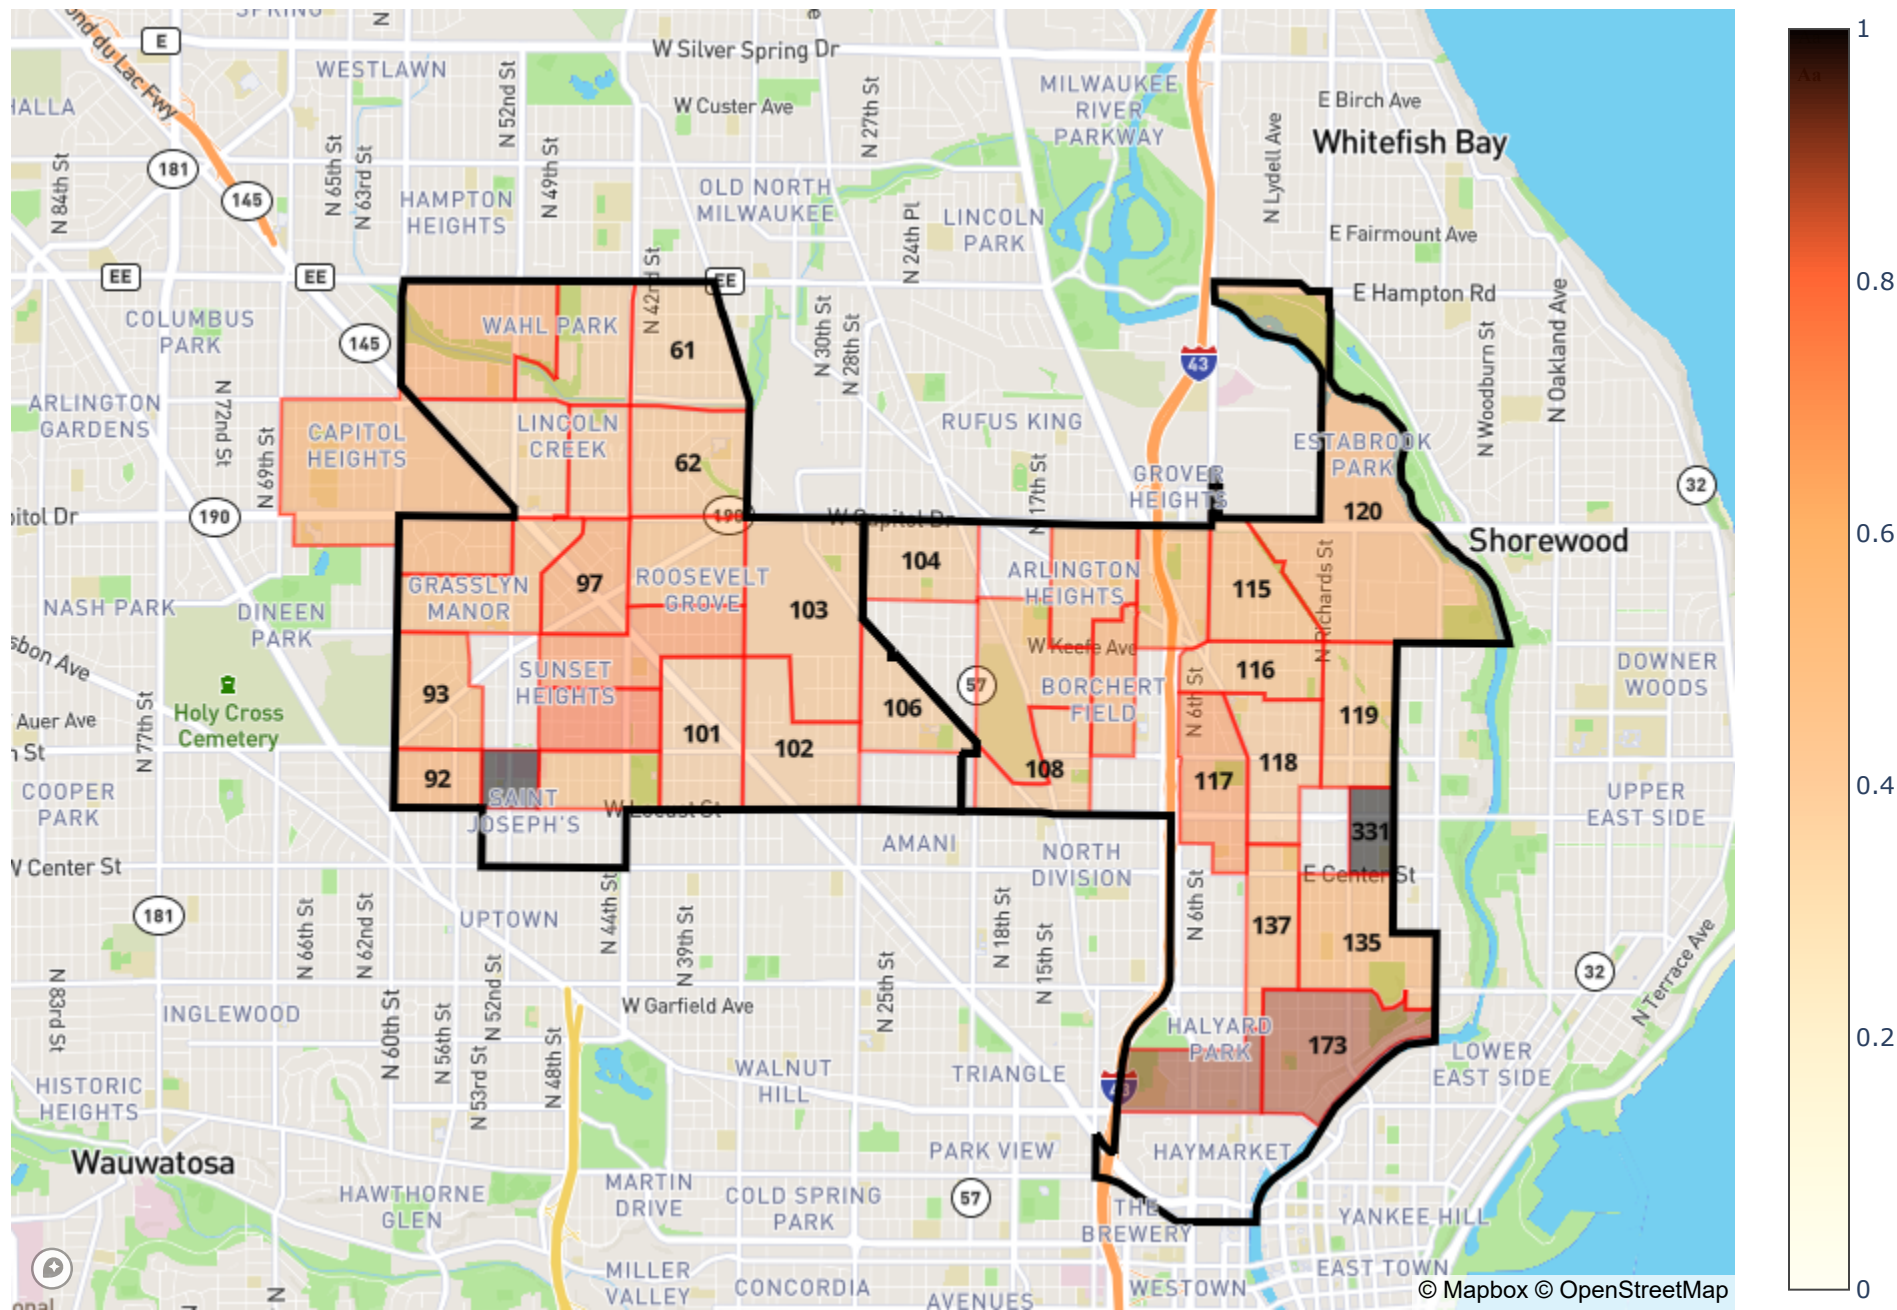 SPRING
E
W Silver Spring Dr
WESTLAWN
ond du Lac Fwy
N 52nd St
MILWAUKEE
RIVER
PARKWAY
E Birch Ave
HALLA
W Custer Ave
N 27th St
N Lydell Ave
Whitefish Bay
181
N 65th St
N 63rd St
N 49th St
N 84th St
145
HAMPTON
HEIGHTS
OLD NORTH
MILWAUKEE
LINCOLN
PARK
N 24th Pl
E Fairmount Ave
EE
EE
N 42nd St
EE
E Hampton Rd
N Oakland Ave
COLUMBUS
PARK
145
WAHL PARK
61
N 30th St
N 28th St
43
N Woodburn St
ARLINGTON
GARDENS
N 72nd St
CAPITOL
HEIGHTS
LINCOLN
CREEK
RUFUS KING
ESTABROOK
PARK
N 69th St
62
N 17th St
GROVER
HEIGHTS
32
pitol Dr
190
190
W Capitol Dr
120
Shorewood
104
GRASSLYN
MANOR
97
ROOSEVELT
GROVE
103
ARLINGTON
HEIGHTS
115
N Richards St
NASH PARK
DINEEN
PARK
sbon Ave
W Keefe Ave
SUNSET
HEIGHTS
93
57
106
BORCHERT
FIELD
116
N 6th St
119
DOWNER
WOODS
Holy Cross
Cemetery
Auer Ave
N 77th St
n St
101
102
108
118
117
92
COOPER
PARK
SAINT
JOSEPH'S
W Locust St
AMANI
331
UPPER
EAST SIDE
W Center St
NORTH
DIVISION
E Center St
181
N 66th St
N 62nd St
UPTOWN
N 44th St
N 39th St
N 18th St
N 15th St
N 6th St
137
135
32
N Terrace Ave
N 83rd St
INGLEWOOD
N 60th St
N 56th St
N 52nd St
N 53rd St
N 48th St
W Garfield Ave
N 25th St
HALYARD
PARK
173
HISTORIC
HEIGHTS
WALNUT
HILL
TRIANGLE
LOWER
EAST SIDE
43
Wauwatosa
HAWTHORNE
GLEN
MARTIN
DRIVE
COLD SPRING
PARK
PARK VIEW
57
HAYMARKET
THE
BREWERY
YANKEE HILL
MILLER
VALLEY
CONCORDIA
AVENUES
WESTOWN
EAST TOWN
© Mapbox © OpenStreetMap
1
Aa
0.8
0.6
0.4
0.2
0